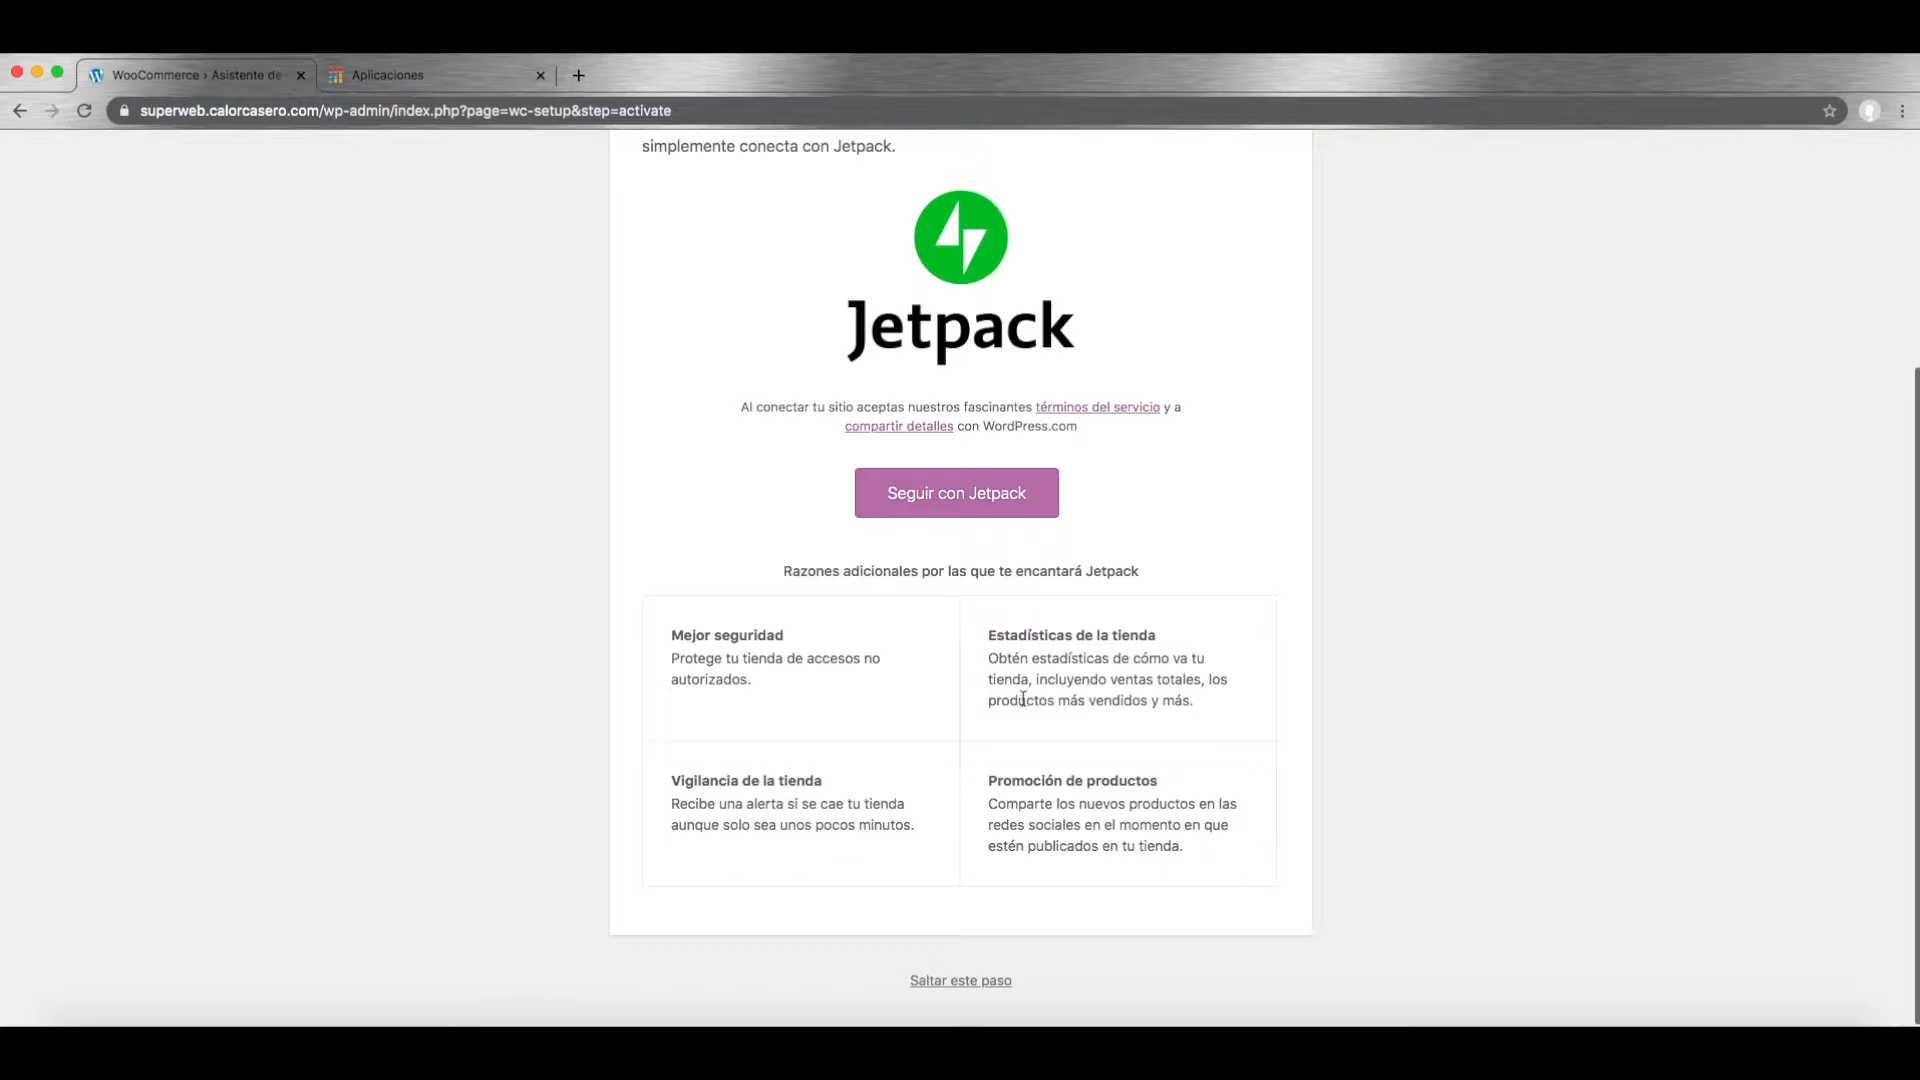 WooCommerce › Asistente de
Aplicaciones
superweb.calorcasero.com/wp-admin/index.php?page=wc-setup&step=activate
simplemente conecta con Jetpack.
Jetpack
Al conectar tu sitio aceptas nuestros fascinantes términos del servicio y a
compartir detalles con WordPress.com
Seguir con Jetpack
Razones adicionales por las que te encantará Jetpack
Mejor seguridad
Protege tu tienda de accesos no
autorizados.
Estadísticas de la tienda
Obtén estadísticas de cómo va tu
tienda, incluyendo ventas totales, los
productos más vendidos y más.
Vigilancia de la tienda
Recibe una alerta si se cae tu tienda
aunque solo sea unos pocos minutos.
Promoción de productos
Comparte los nuevos productos en las
redes sociales en el momento en que
estén publicados en tu tienda.
Saltar este paso